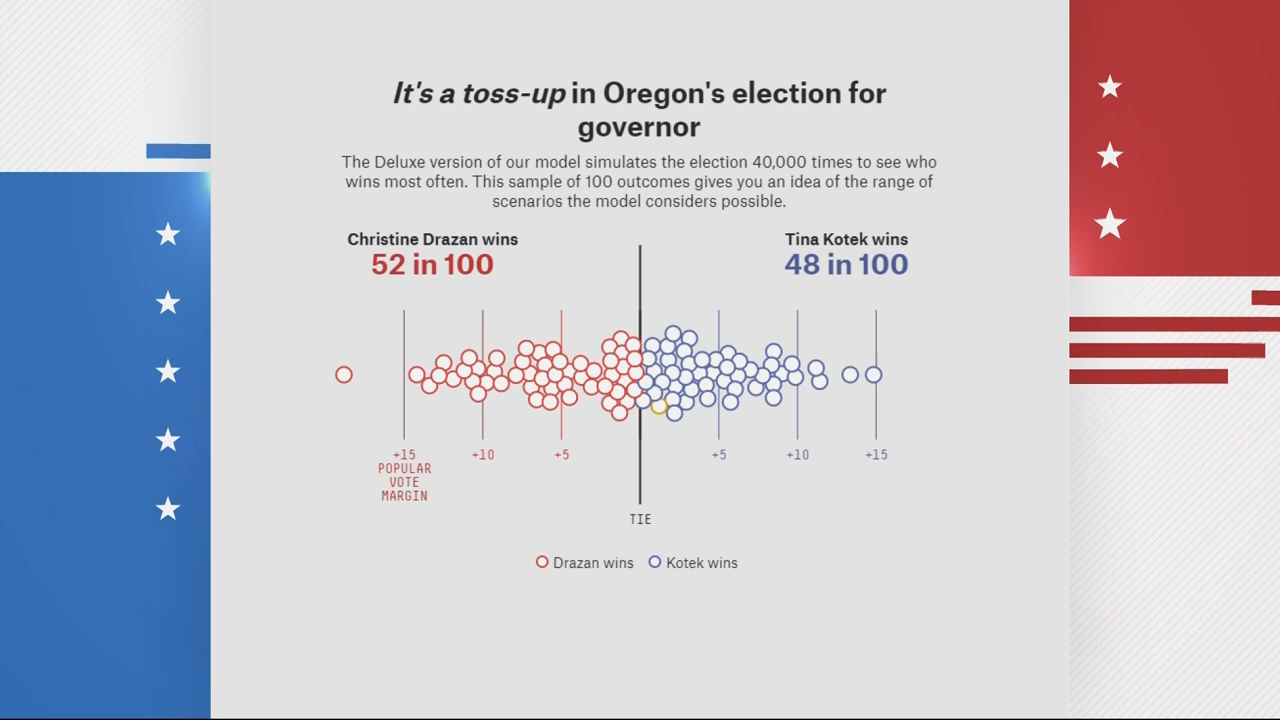 It's a toss-up in Oregon's election for
governor
The Deluxe version of our model simulates the election 40,000 times to see who
wins most often. This sample of 100 outcomes gives you an idea of the range of
scenarios the model considers possible.
Christine Drazan wins
52 in 100
Tina Kotek wins
48 in 100
+15 +10 +5 +5 +10 +15
POPULAR
VOTE
MARGIN
TIE
Drazan wins Kotek wins